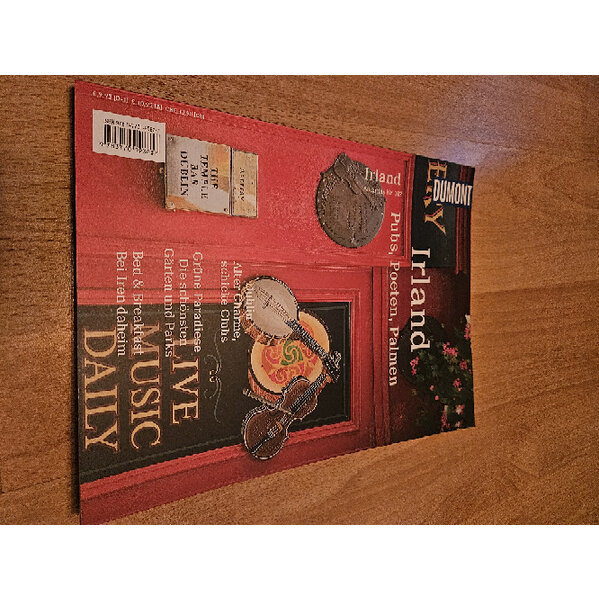 DUMONT
Irland
Pubs, Poeten, Palmen
Irland
Dublin
Alter Charme,
schicke Clubs
Grüne Paradiese
Die schönsten
Gärten und Parks
Bed & Breakfast
Bei Iren daheim
THE
TEMPLE
BAR
DUBLIN
LIVE
MUSIC
DAILY